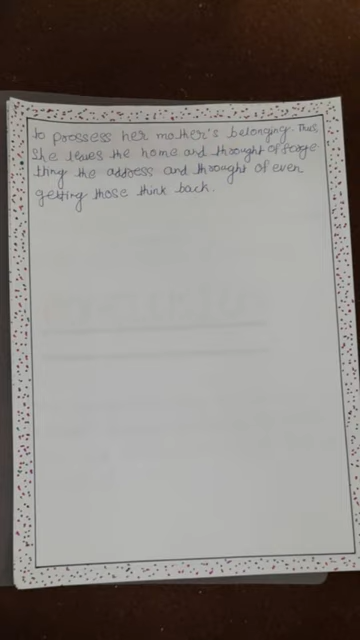 to prossess her mother's belonging. Thus,
She leaves the home and throught of forge
tting the address and throught of even
getting those think back.